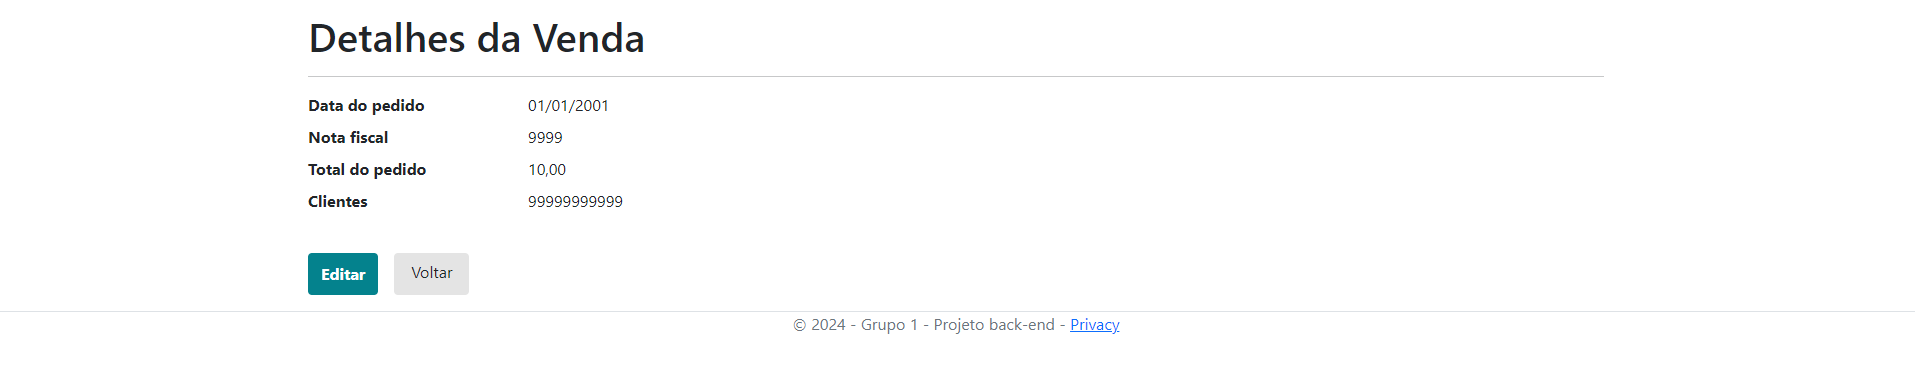 Detalhes da Venda
Data do pedido 01/01/2001
Nota fiscal 9999
Total do pedido 10,00
Clientes 99999999999
Editar Voltar
© 2024 - Grupo 1 - Projeto back-end - Privacy